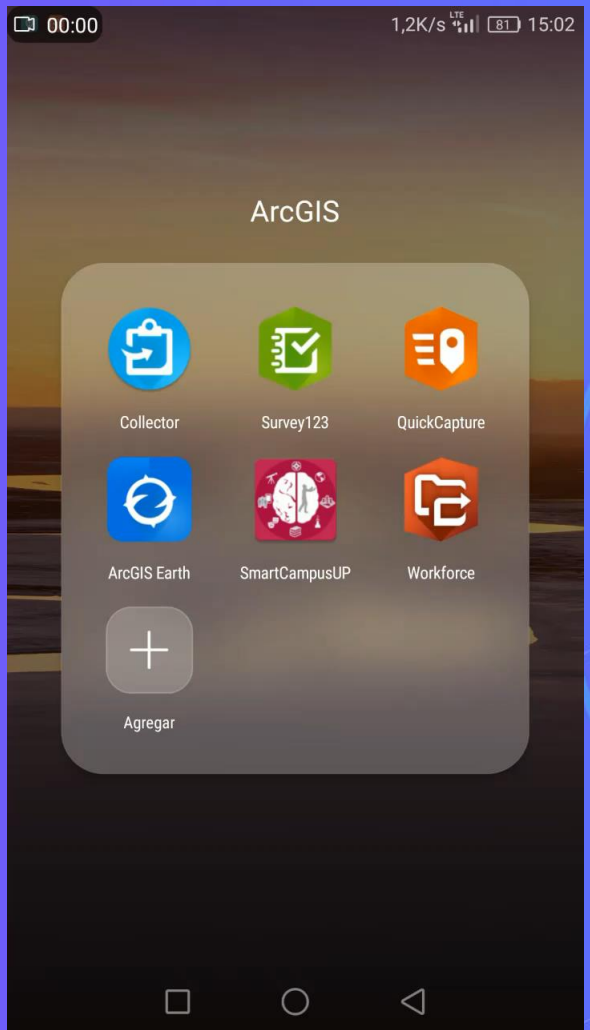 00:00 1,2K/s LTE 81 15:02
ArcGIS
Collector Survey123 QuickCapture
ArcGIS Earth SmartCampusUP Workforce
Agregar